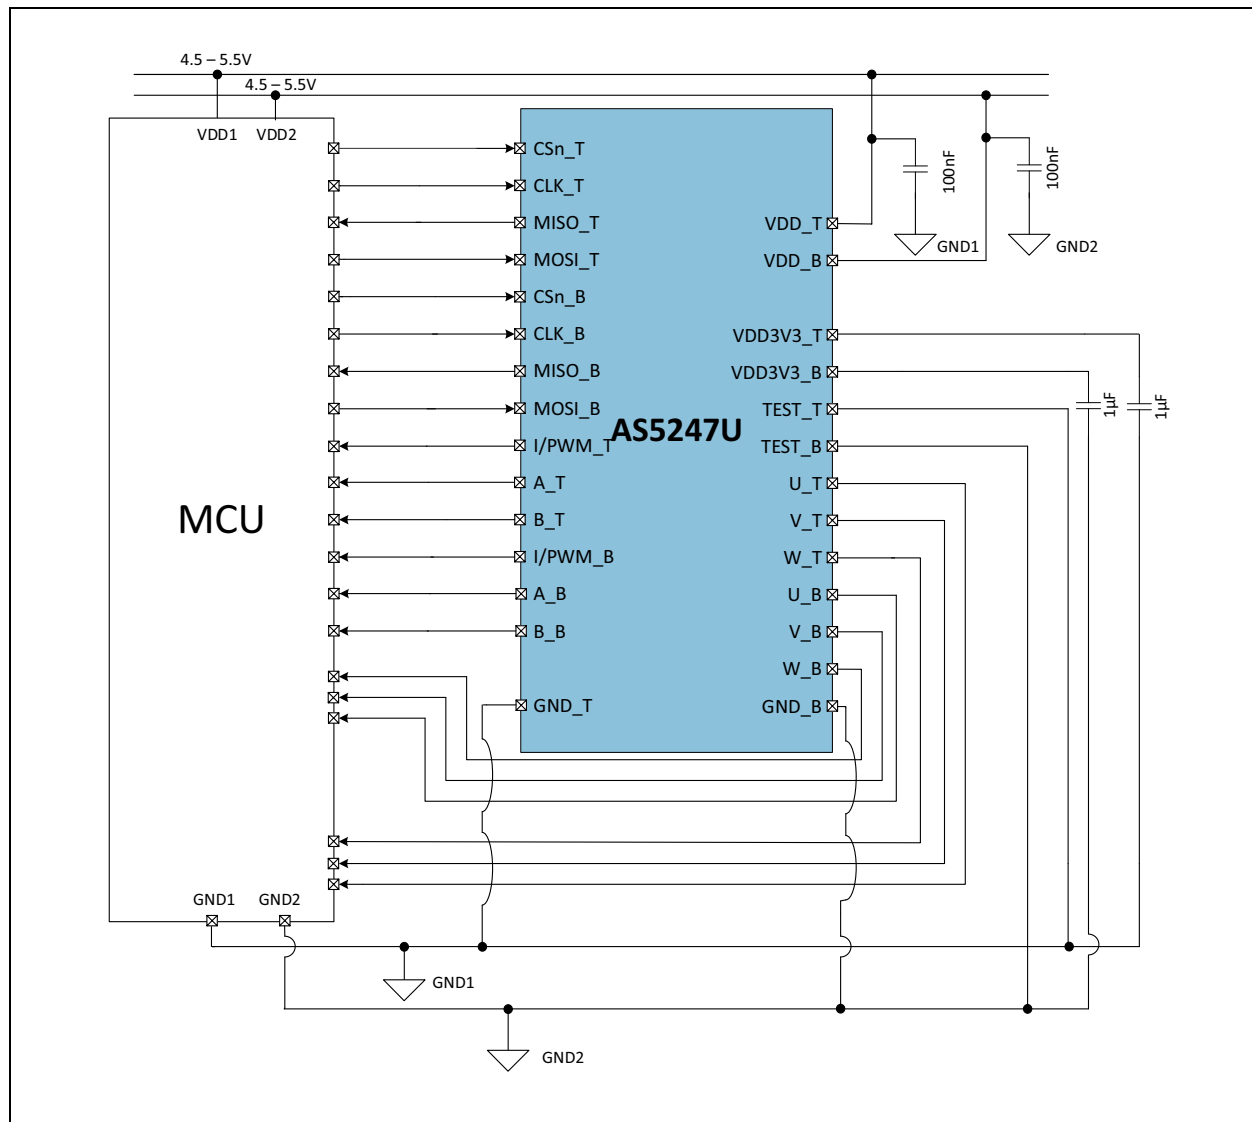 4.5 – 5.5V
4.5 – 5.5V
VDD1
VDD2
CSn_T
CLK_T
MISO_T
MOSI_T
CSn_B
CLK_B
MISO_B
MOSI_B
I/PWM_T
A_T
B_T
I/PWM_B
A_B
B_B
GND_T
MCU
AS5247U
VDD_T
VDD_B
VDD3V3_T
VDD3V3_B
TEST_T
TEST_B
U_T
V_T
W_T
U_B
V_B
W_B
GND_B
100nF
100nF
GND1
GND2
1µF
1µF
GND1
GND2
GND1
GND2